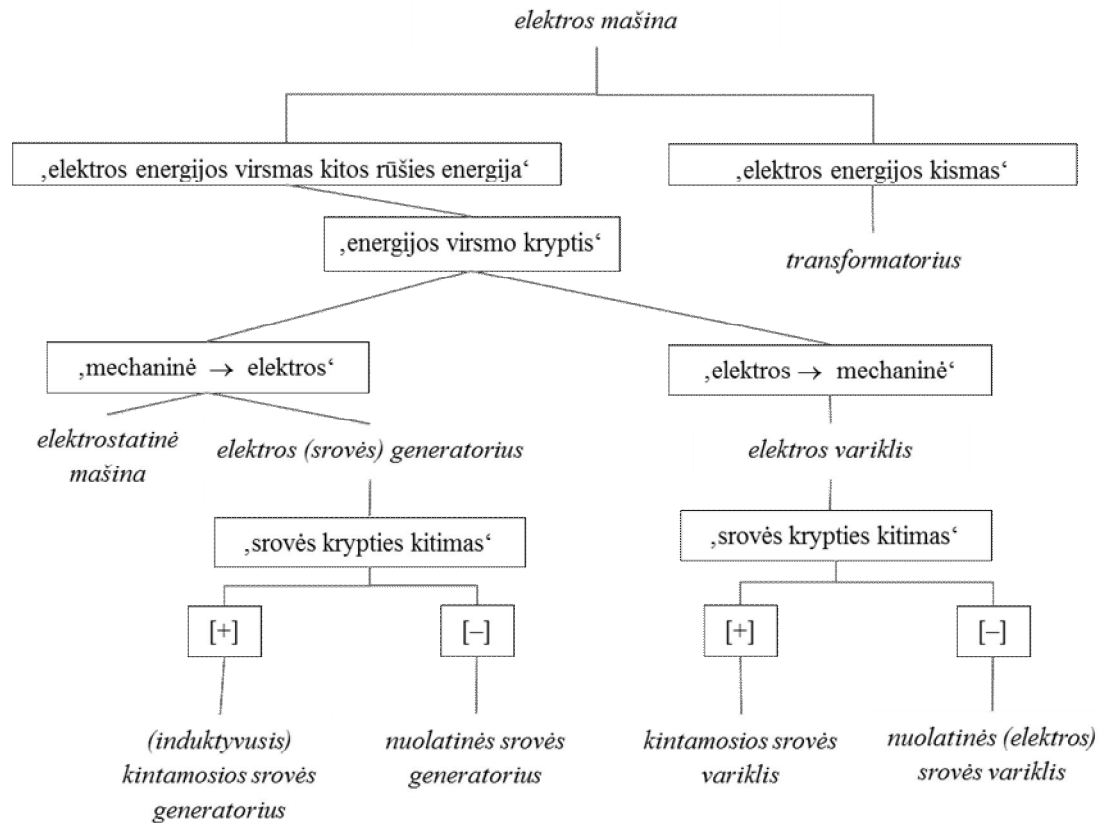 elektros mašina
‚elektros energijos virsmas kitos rūšies energija‘
‚elektros energijos kismas‘
‚energijos virsmo kryptis‘
transformatorius
‚mechaninė → elektros‘
‚elektros → mechaninė‘
elektrostatinė
mašina
elektros (srovės) generatorius
elektros variklis
‚srovės krypties kitimas‘
‚srovės krypties kitimas‘
[+]
[–]
[+]
[–]
(induktyvusis)
kintamosios srovės
generatorius
nuolatinės srovės
generatorius
kintamosios srovės
variklis
nuolatinės (elektros)
srovės variklis